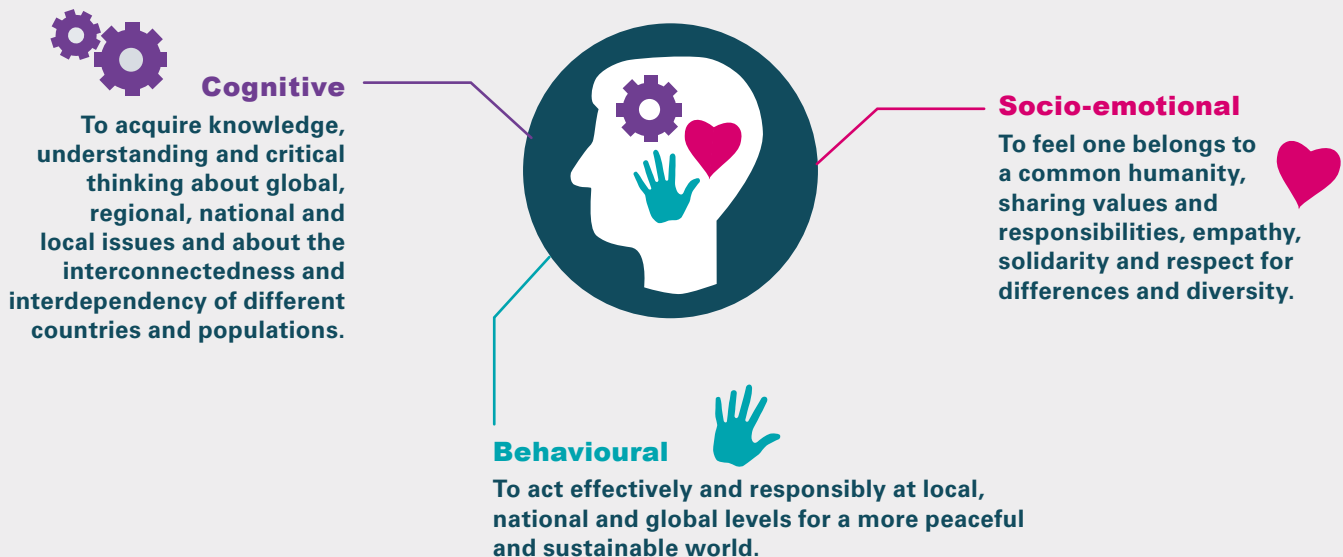 Cognitive
To acquire knowledge,
understanding and critical
thinking about global,
regional, national and
local issues and about the
interconnectedness and
interdependency of different
countries and populations.
Socio-emotional
To feel one belongs to
a common humanity,
sharing values and
responsibilities, empathy,
solidarity and respect for
differences and diversity.
Behavioural
To act effectively and responsibly at local,
national and global levels for a more peaceful
and sustainable world.